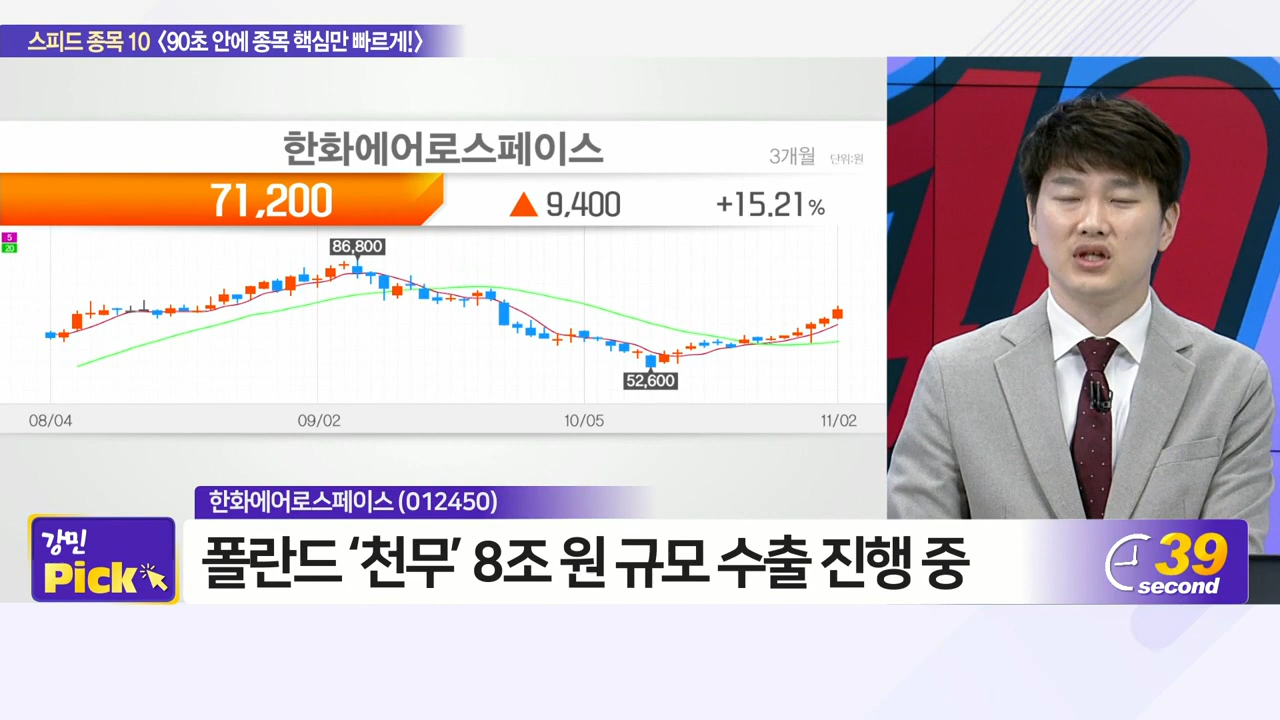 스피드 종목 10 <90초 안에 종목 핵심만 빠르게!>
한화에어로스페이스
3개월 단위:원
71,200 ▲ 9,400 +15.21 %
5
20
86,800
52,600
08/04 09/02 10/05 11/02
한화에어로스페이스 (012450)
강민
Pick
폴란드 ‘천무’ 8조 원 규모 수출 진행 중
39
second
10